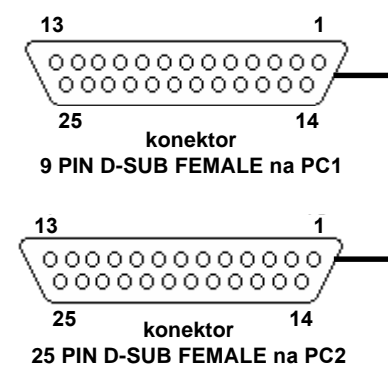 13 1
25 14
konektor
9 PIN D-SUB FEMALE na PC1
13 1
25 14
konektor
25 PIN D-SUB FEMALE na PC2